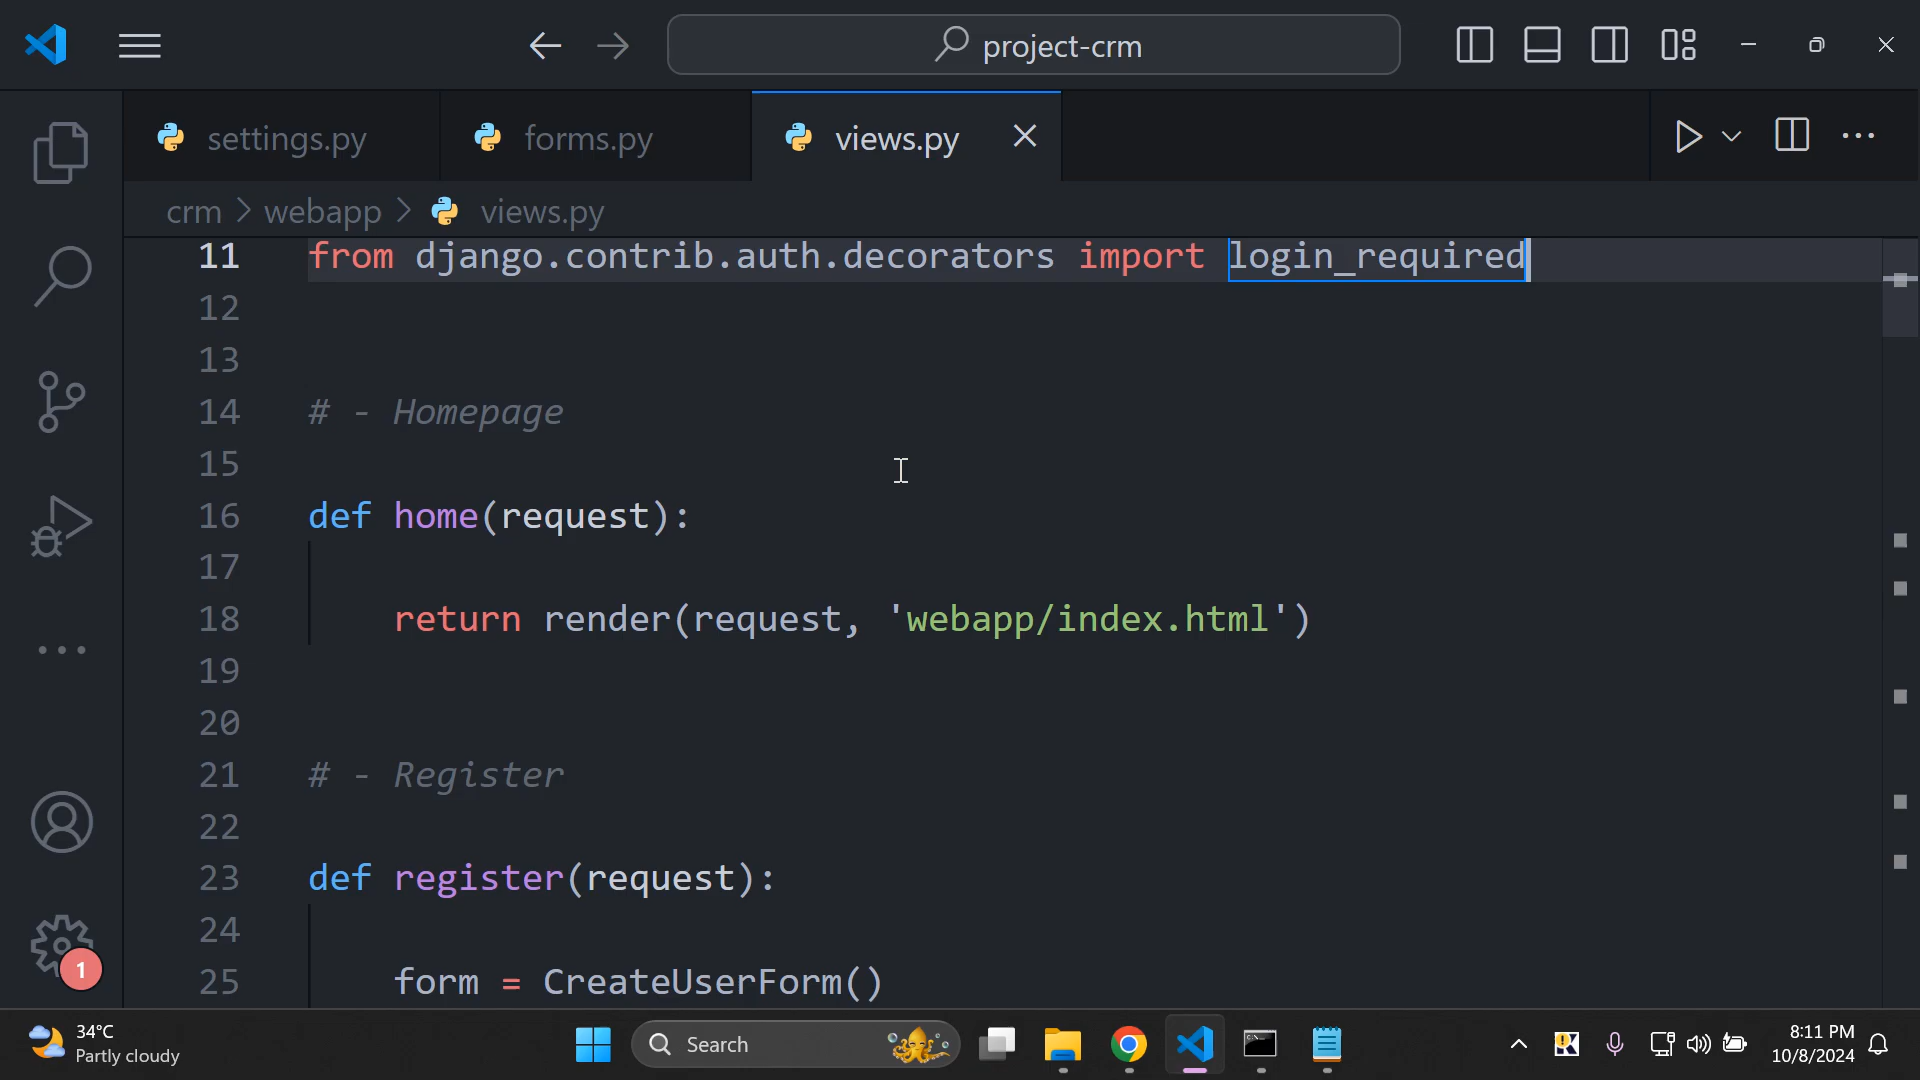 project-crm
settings.py
forms.py
views.py
crm > webapp > views.py
11 from django.contrib.auth.decorators import login_required
12
13
14 # - Homepage
15
16 def home(request):
17
18 return render(request, 'webapp/index.html')
19
20
21 # - Register
22
23 def register(request):
24
25 form = CreateUserForm()
1
34°C
Partly cloudy
Search
8:11 PM
10/8/2024